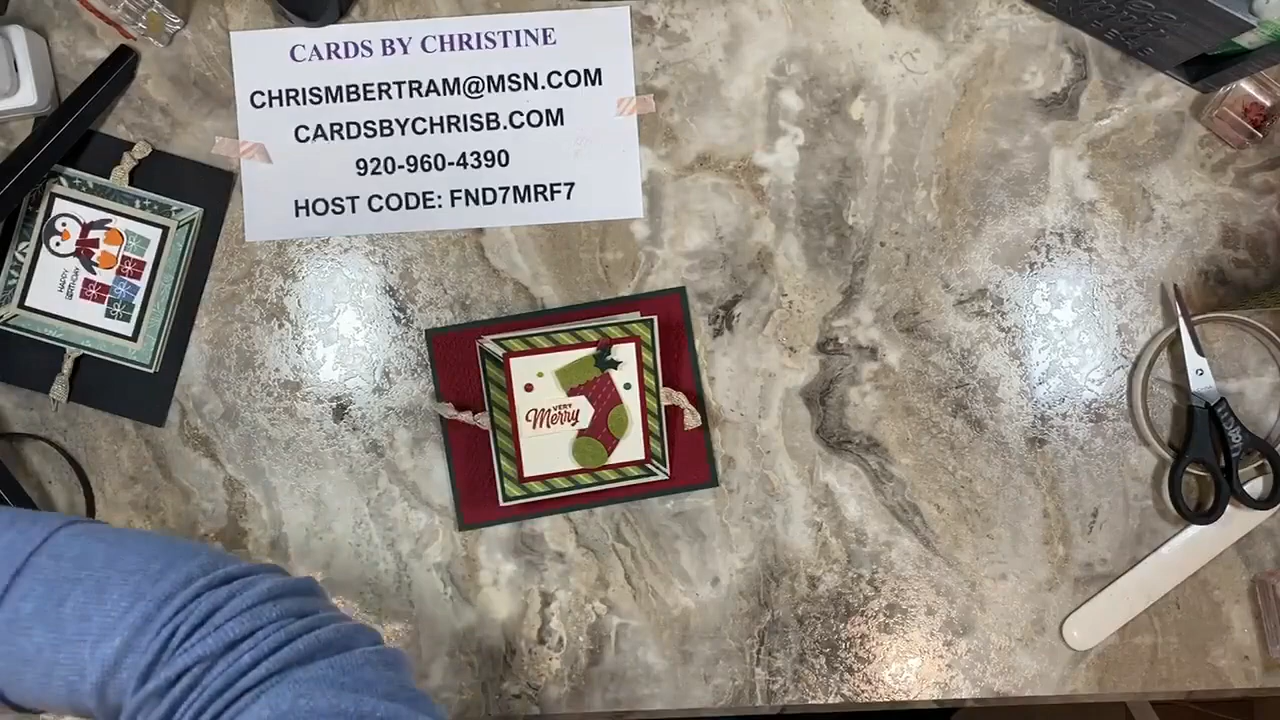 CARDS BY CHRISTINE
CHRISMBERTRAM@MSN.COM
CARDSBYCHRISB.COM
920-960-4390
HOST CODE: FND7MRF7
HAPPY
BIRTHDAY
VERY
Merry